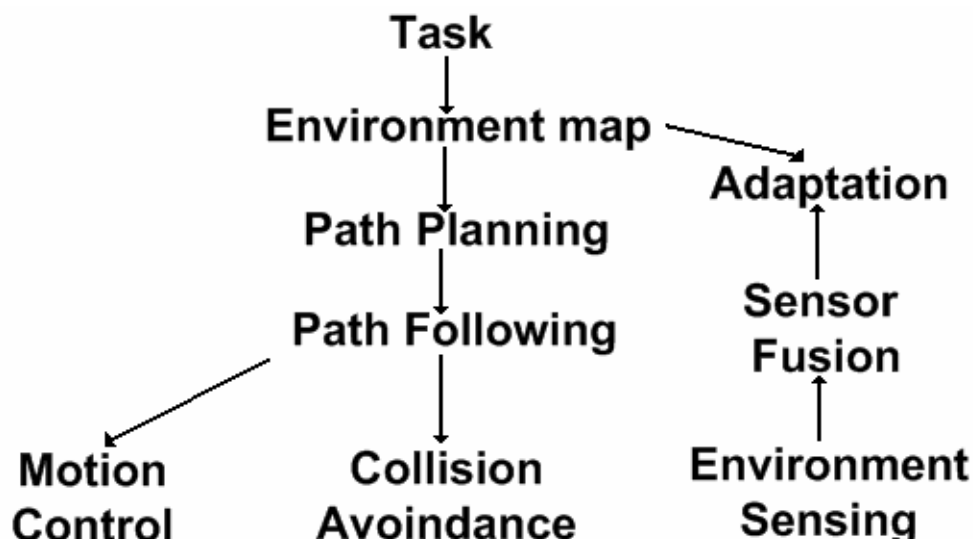 Task
Environment map
Adaptation
Path Planning
Sensor
Fusion
Path Following
Motion
Control
Collision
Avoindance
Environment
Sensing